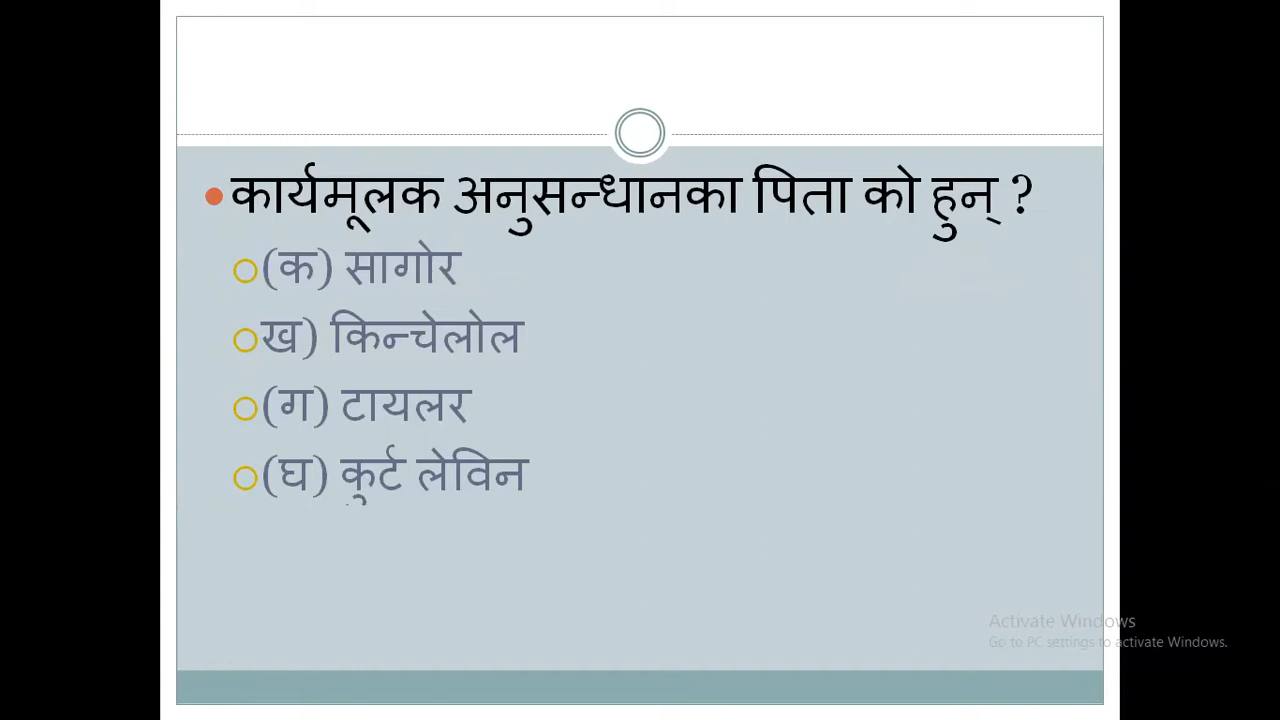 कार्यमूलक अनुसन्धानका पिता को हुन् ?
(क) सागोर
ख) किन्चेलोल
(ग) टायलर
(घ) कुर्ट लेविन
Activate Windows
Go to PC settings to activate Windows.